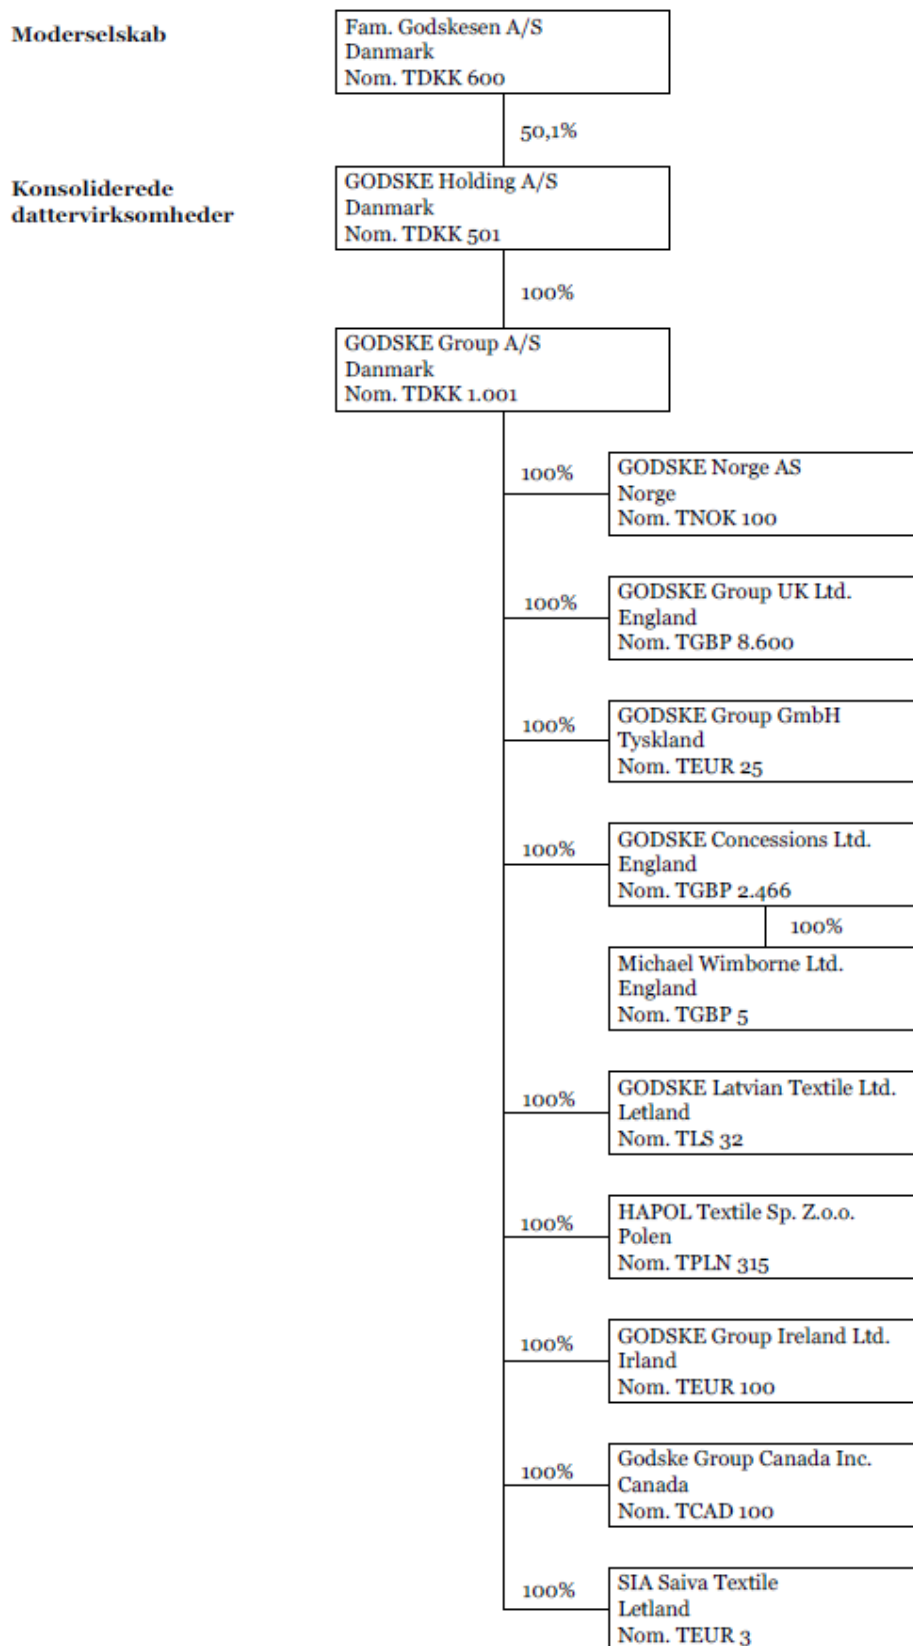 Moderselskab
Fam. Godskesen A/S
Danmark
Nom. TDKK 600
50,1%
Konsoliderede
dattervirksomheder
GODSKE Holding A/S
Danmark
Nom. TDKK 501
100%
GODSKE Group A/S
Danmark
Nom. TDKK 1.001
100%
GODSKE Norge AS
Norge
Nom. TNOK 100
100%
GODSKE Group UK Ltd.
England
Nom. TGBP 8.600
100%
GODSKE Group GmbH
Tyskland
Nom. TEUR 25
100%
GODSKE Concessions Ltd.
England
Nom. TGBP 2.466
100%
Michael Wimborne Ltd.
England
Nom. TGBP 5
100%
GODSKE Latvian Textile Ltd.
Letland
Nom. TLS 32
100%
HAPOL Textile Sp. Z.o.o.
Polen
Nom. TPLN 315
100%
GODSKE Group Ireland Ltd.
Irland
Nom. TEUR 100
100%
Godske Group Canada Inc.
Canada
Nom. TCAD 100
100%
SIA Saiva Textile
Letland
Nom. TEUR 3